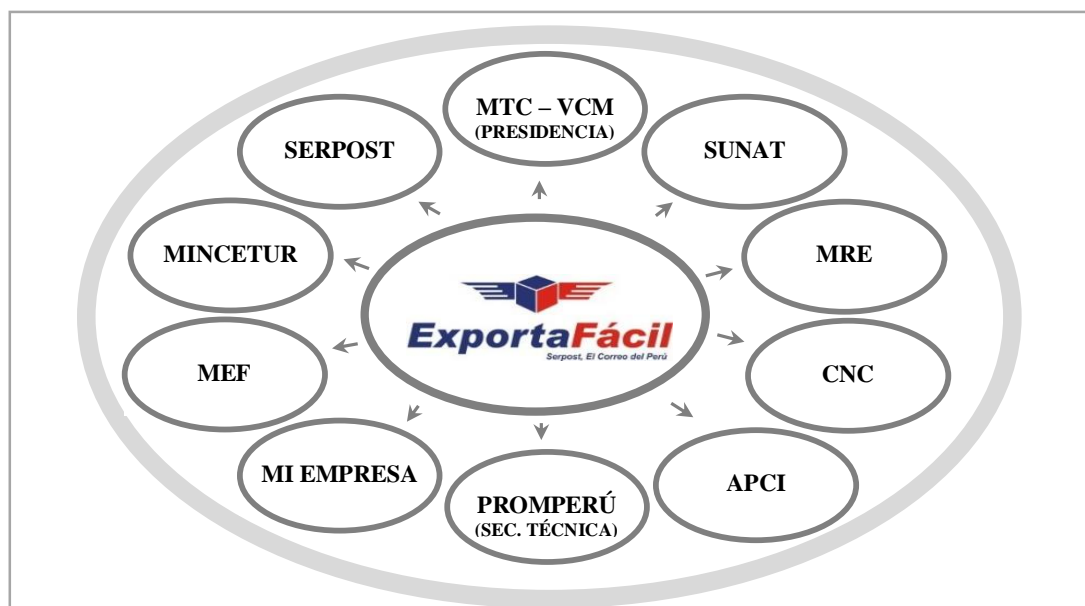 MTC – VCM
(PRESIDENCIA)
SERPOST
SUNAT
MINCETUR
MRE
ExportaFácil
Serpost, El Correo del Perú
MEF
CNC
MI EMPRESA
APCI
PROMPERÚ
(SEC. TÉCNICA)